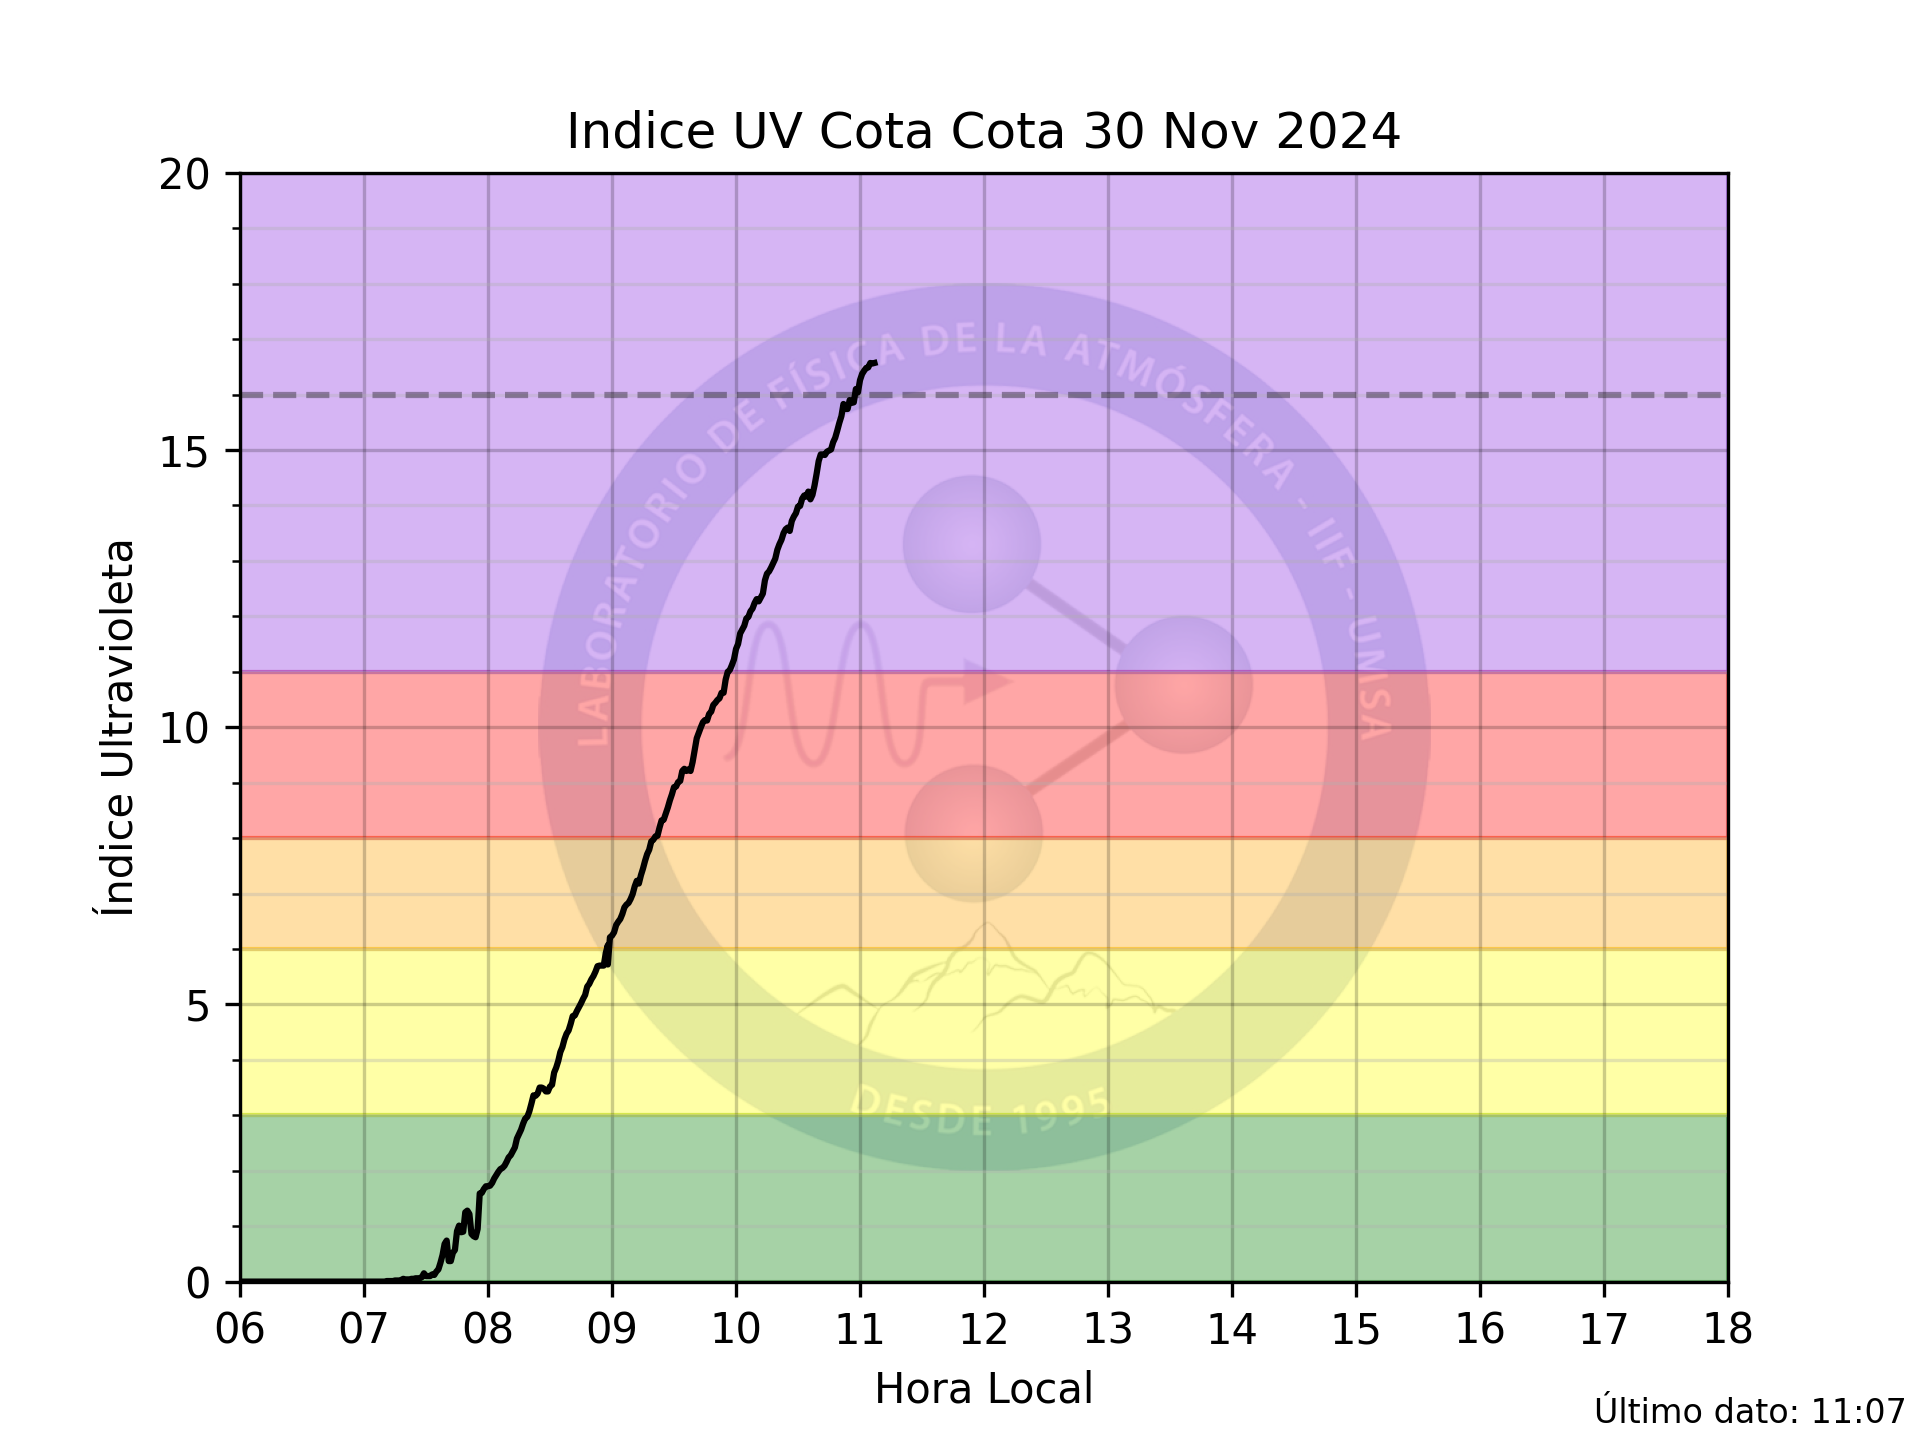 Indice UV Cota Cota 30 Nov 2024
20
15
10
5
0
Índice Ultravioleta
LABORATORIO DE FÍSICA DE LA ATMÓSFERA - IIF - UMSA
DESDE 1995
06 07 08 09 10 11 12 13 14 15 16 17 18
Hora Local
Último dato: 11:07